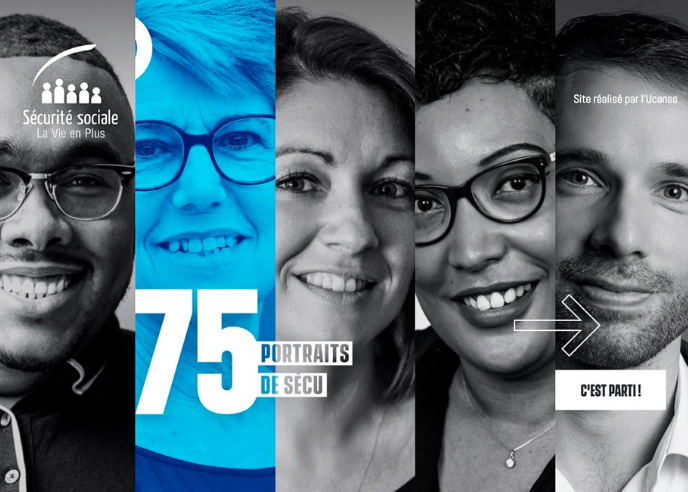 Sécurité sociale
La Vie en Plus
Site réalisé par l'Ucanss
75
PORTRAITS
DE SÉCU
C'EST PARTI !